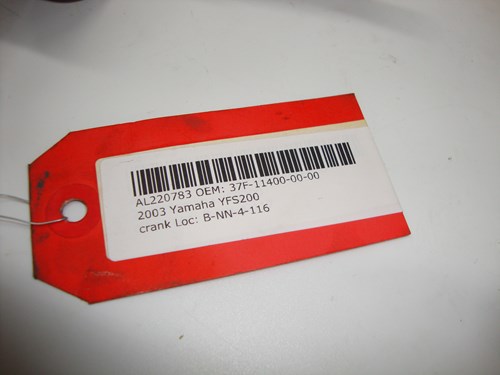 AL220783 OEM: 37F-11400-00-00
2003 Yamaha YFS200
crank Loc: B-NN-4-116